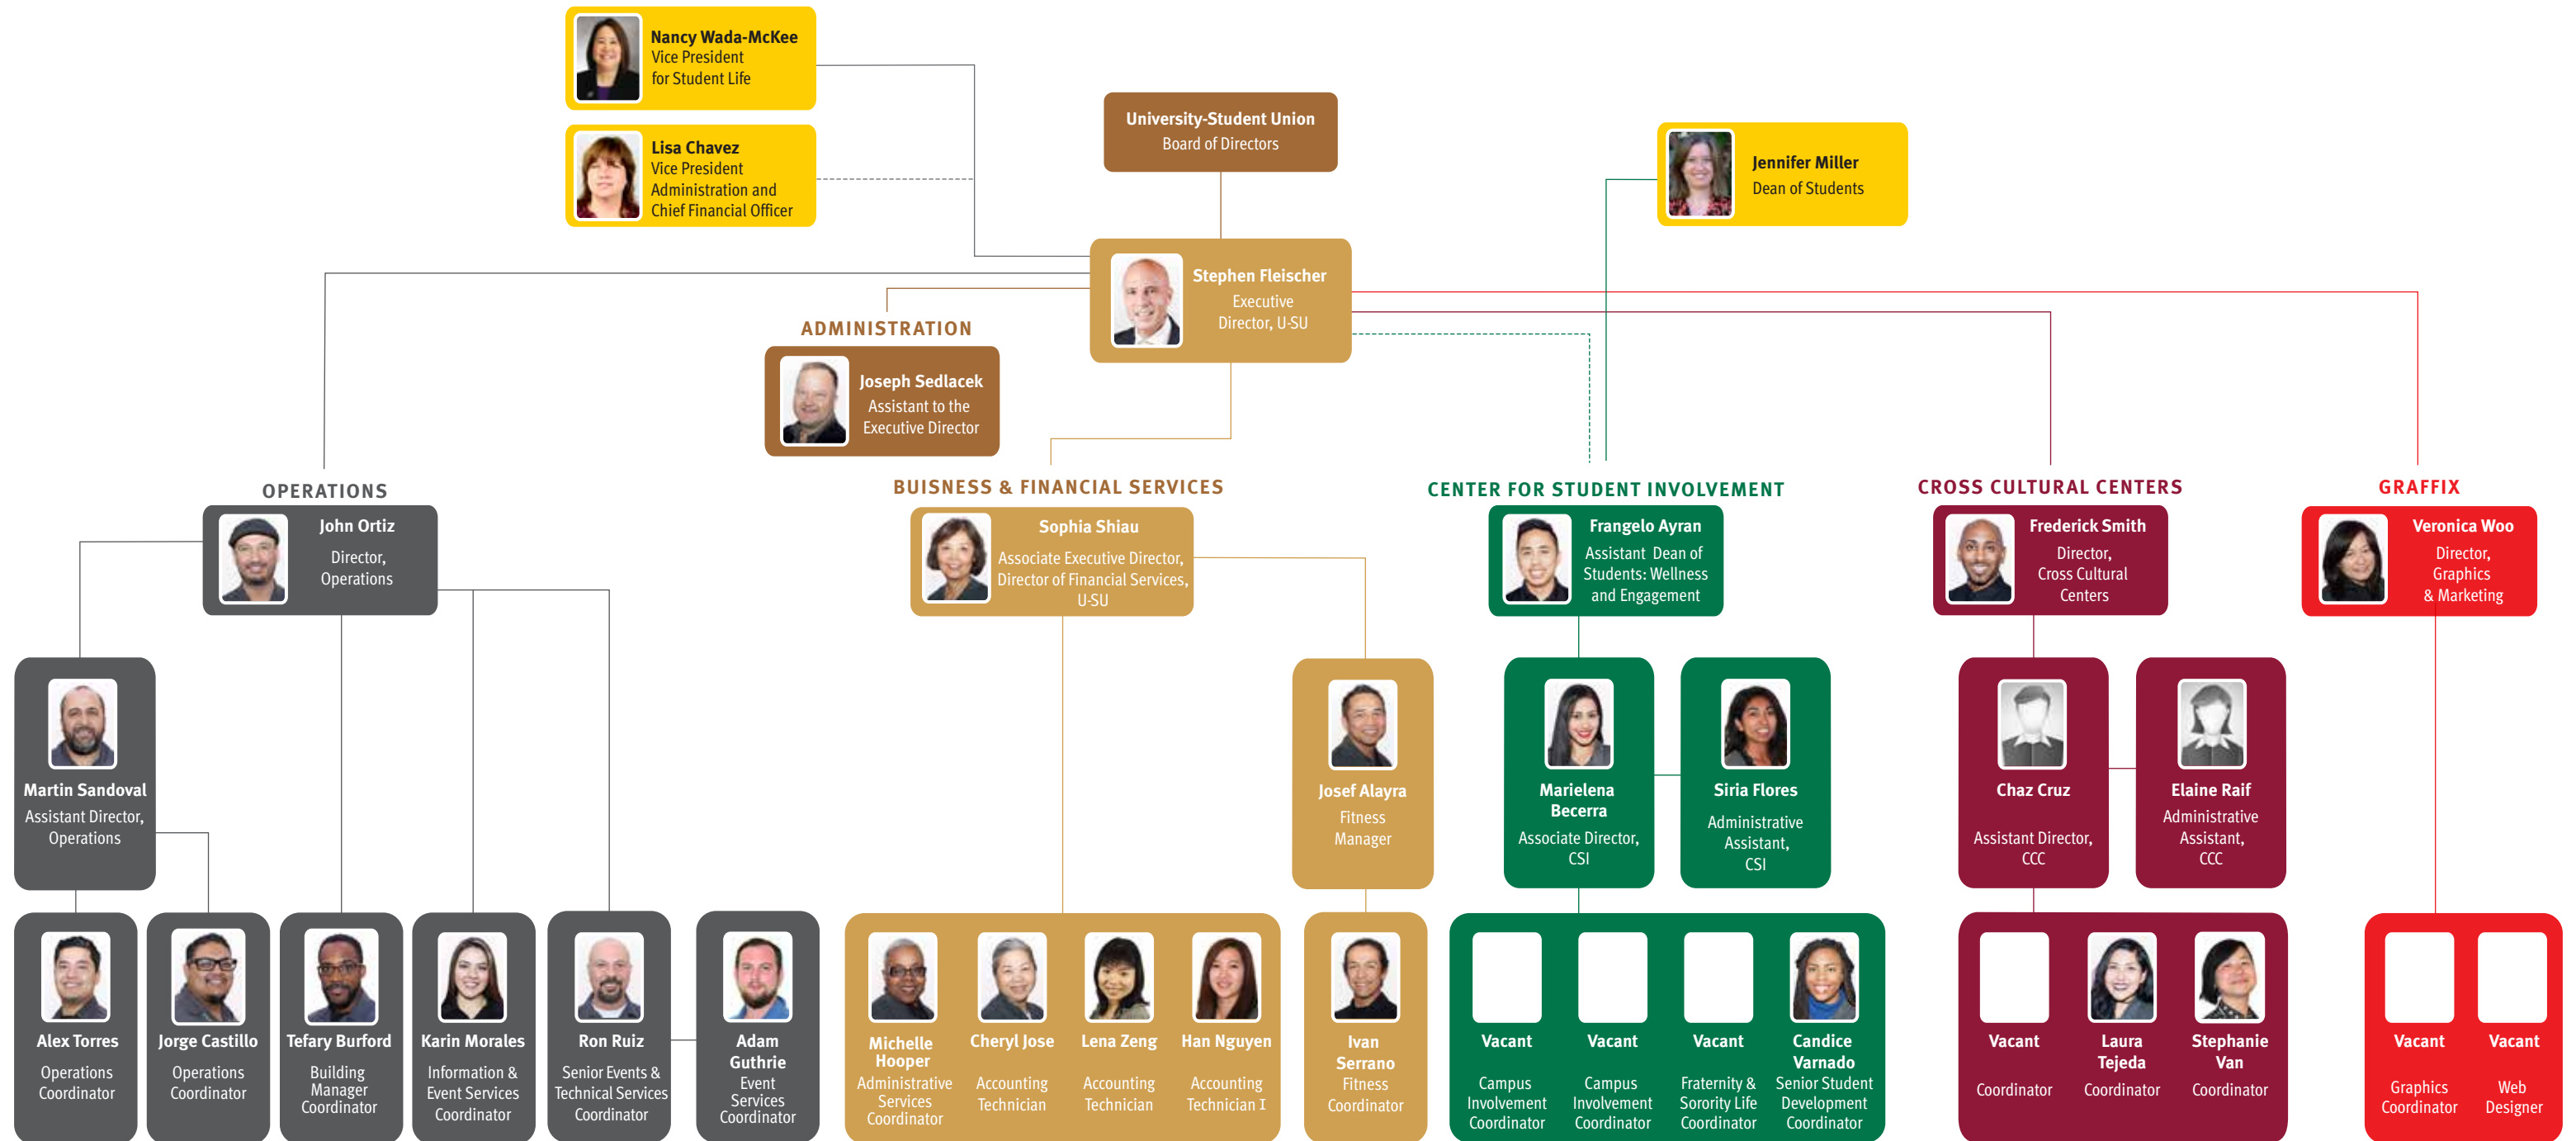 Nancy Wada-McKee
Vice President
for Student Life
Lisa Chavez
Vice President
Administration and
Chief Financial Officer
University-Student Union
Board of Directors
Jennifer Miller
Dean of Students
Stephen Fleischer
Executive
Director, U-SU
ADMINISTRATION
Joseph Sedlacek
Assistant to the
Executive Director
OPERATIONS
John Ortiz
Director,
Operations
BUISNESS & FINANCIAL SERVICES
Sophia Shiau
Associate Executive Director,
Director of Financial Services,
U-SU
CENTER FOR STUDENT INVOLVEMENT
Frangelo Ayran
Assistant Dean of
Students: Wellness
and Engagement
CROSS CULTURAL CENTERS
Frederick Smith
Director,
Cross Cultural
Centers
GRAFFIX
Veronica Woo
Director,
Graphics
& Marketing
Martin Sandoval
Assistant Director,
Operations
Josef Alayra
Fitness
Manager
Marielena
Becerra
Associate Director,
CSI
Siria Flores
Administrative
Assistant,
CSI
Chaz Cruz
Assistant Director,
CCC
Elaine Raif
Administrative
Assistant,
CCC
Alex Torres
Operations
Coordinator
Jorge Castillo
Operations
Coordinator
Tefary Burford
Building
Manager
Coordinator
Karin Morales
Information &
Event Services
Coordinator
Ron Ruiz
Senior Events &
Technical Services
Coordinator
Adam
Guthrie
Event
Services
Coordinator
Michelle
Hooper
Administrative
Services
Coordinator
Cheryl Jose
Accounting
Technician
Lena Zeng
Accounting
Technician
Han Nguyen
Accounting
Technician I
Ivan
Serrano
Fitness
Coordinator
Vacant
Campus
Involvement
Coordinator
Vacant
Campus
Involvement
Coordinator
Vacant
Fraternity &
Sorority Life
Coordinator
Candice
Varnado
Senior Student
Development
Coordinator
Vacant
Coordinator
Laura
Tejeda
Coordinator
Stephanie
Van
Coordinator
Vacant
Graphics
Coordinator
Vacant
Web
Designer